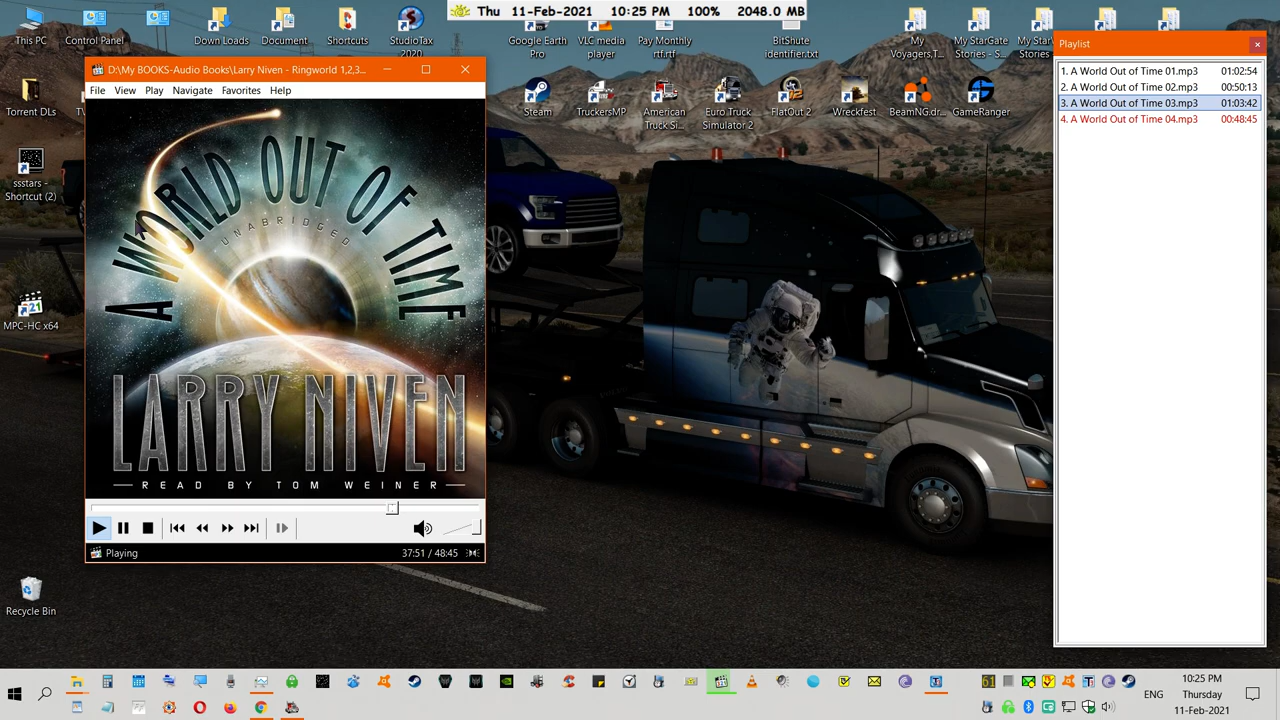 Thu 11-Feb-2021 10:25 PM 100% 2048.0 MB
This PC
Control Panel
Down Loads
Document
Shortcuts
StudioTax
2020
Google Earth
Pro
VLC media
player
Pay Monthly
rtf.rtf
BitShute
identifier.txt
My
Voyagers,T...
My StarGate
Stories - S...
My Star
Stories
Torrent DLs
Steam
TruckersMP
American
Truck Si...
Euro Truck
Simulator 2
FlatOut 2
Wreckfest
BeamNG.dr...
GameRanger
ssstars -
Shortcut (2)
MPC-HC x64
Recycle Bin
D:\My BOOKS-Audio Books\Larry Niven - Ringworld 1,2,3...
File View Play Navigate Favorites Help
A WORLD OUT OF TIME
UNABRIDGED
LARRY NIVEN
READ BY TOM WEINER
Playing 37:51 / 48:45
Playlist
1. A World Out of Time 01.mp3 01:02:54
2. A World Out of Time 02.mp3 00:50:13
3. A World Out of Time 03.mp3 01:03:42
4. A World Out of Time 04.mp3 00:48:45
61
ENG
10:25 PM
Thursday
11-Feb-2021